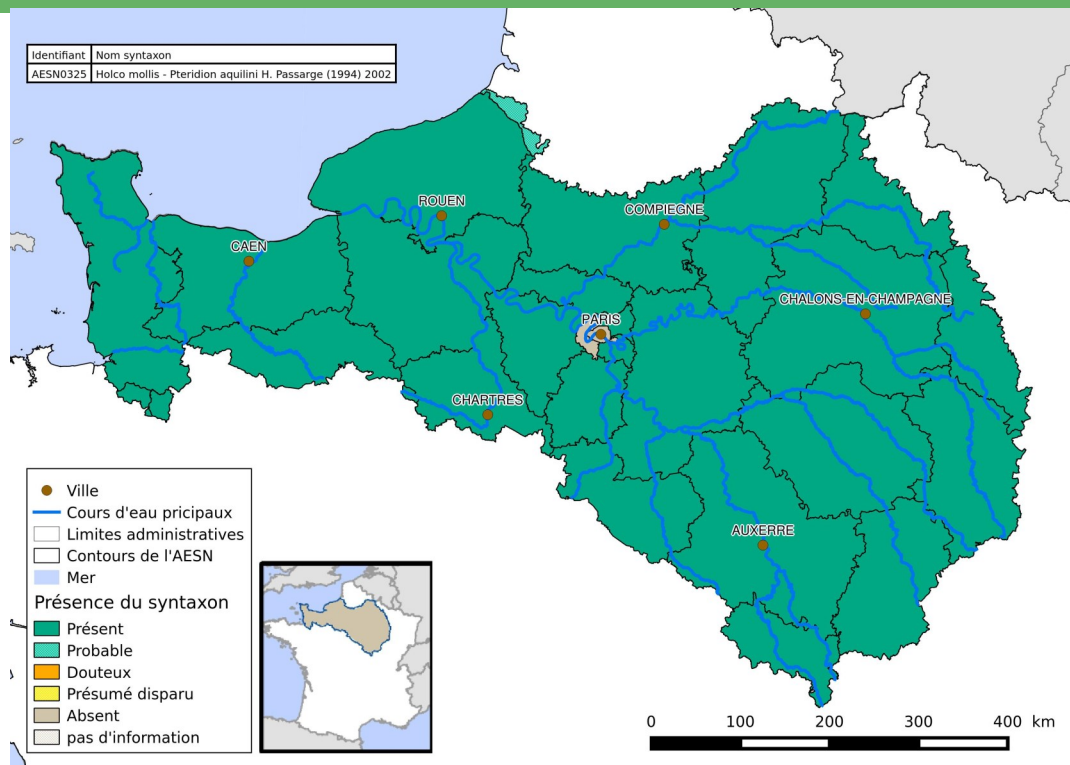 Identifiant Nom syntaxon
AESN0325 Holco mollis - Pteridion aquilini H. Passarge (1994) 2002
ROUEN
COMPIEGNE
CAEN
CHALONS-EN-CHAMPAGNE
PARIS
CHARTRES
AUXERRE
Ville
Cours d'eau pricipaux
Limites administratives
Contours de l'AESN
Mer
Présence du syntaxon
Présent
Probable
Douteux
Présumé disparu
Absent
pas d'information
0 100 200 300 400 km